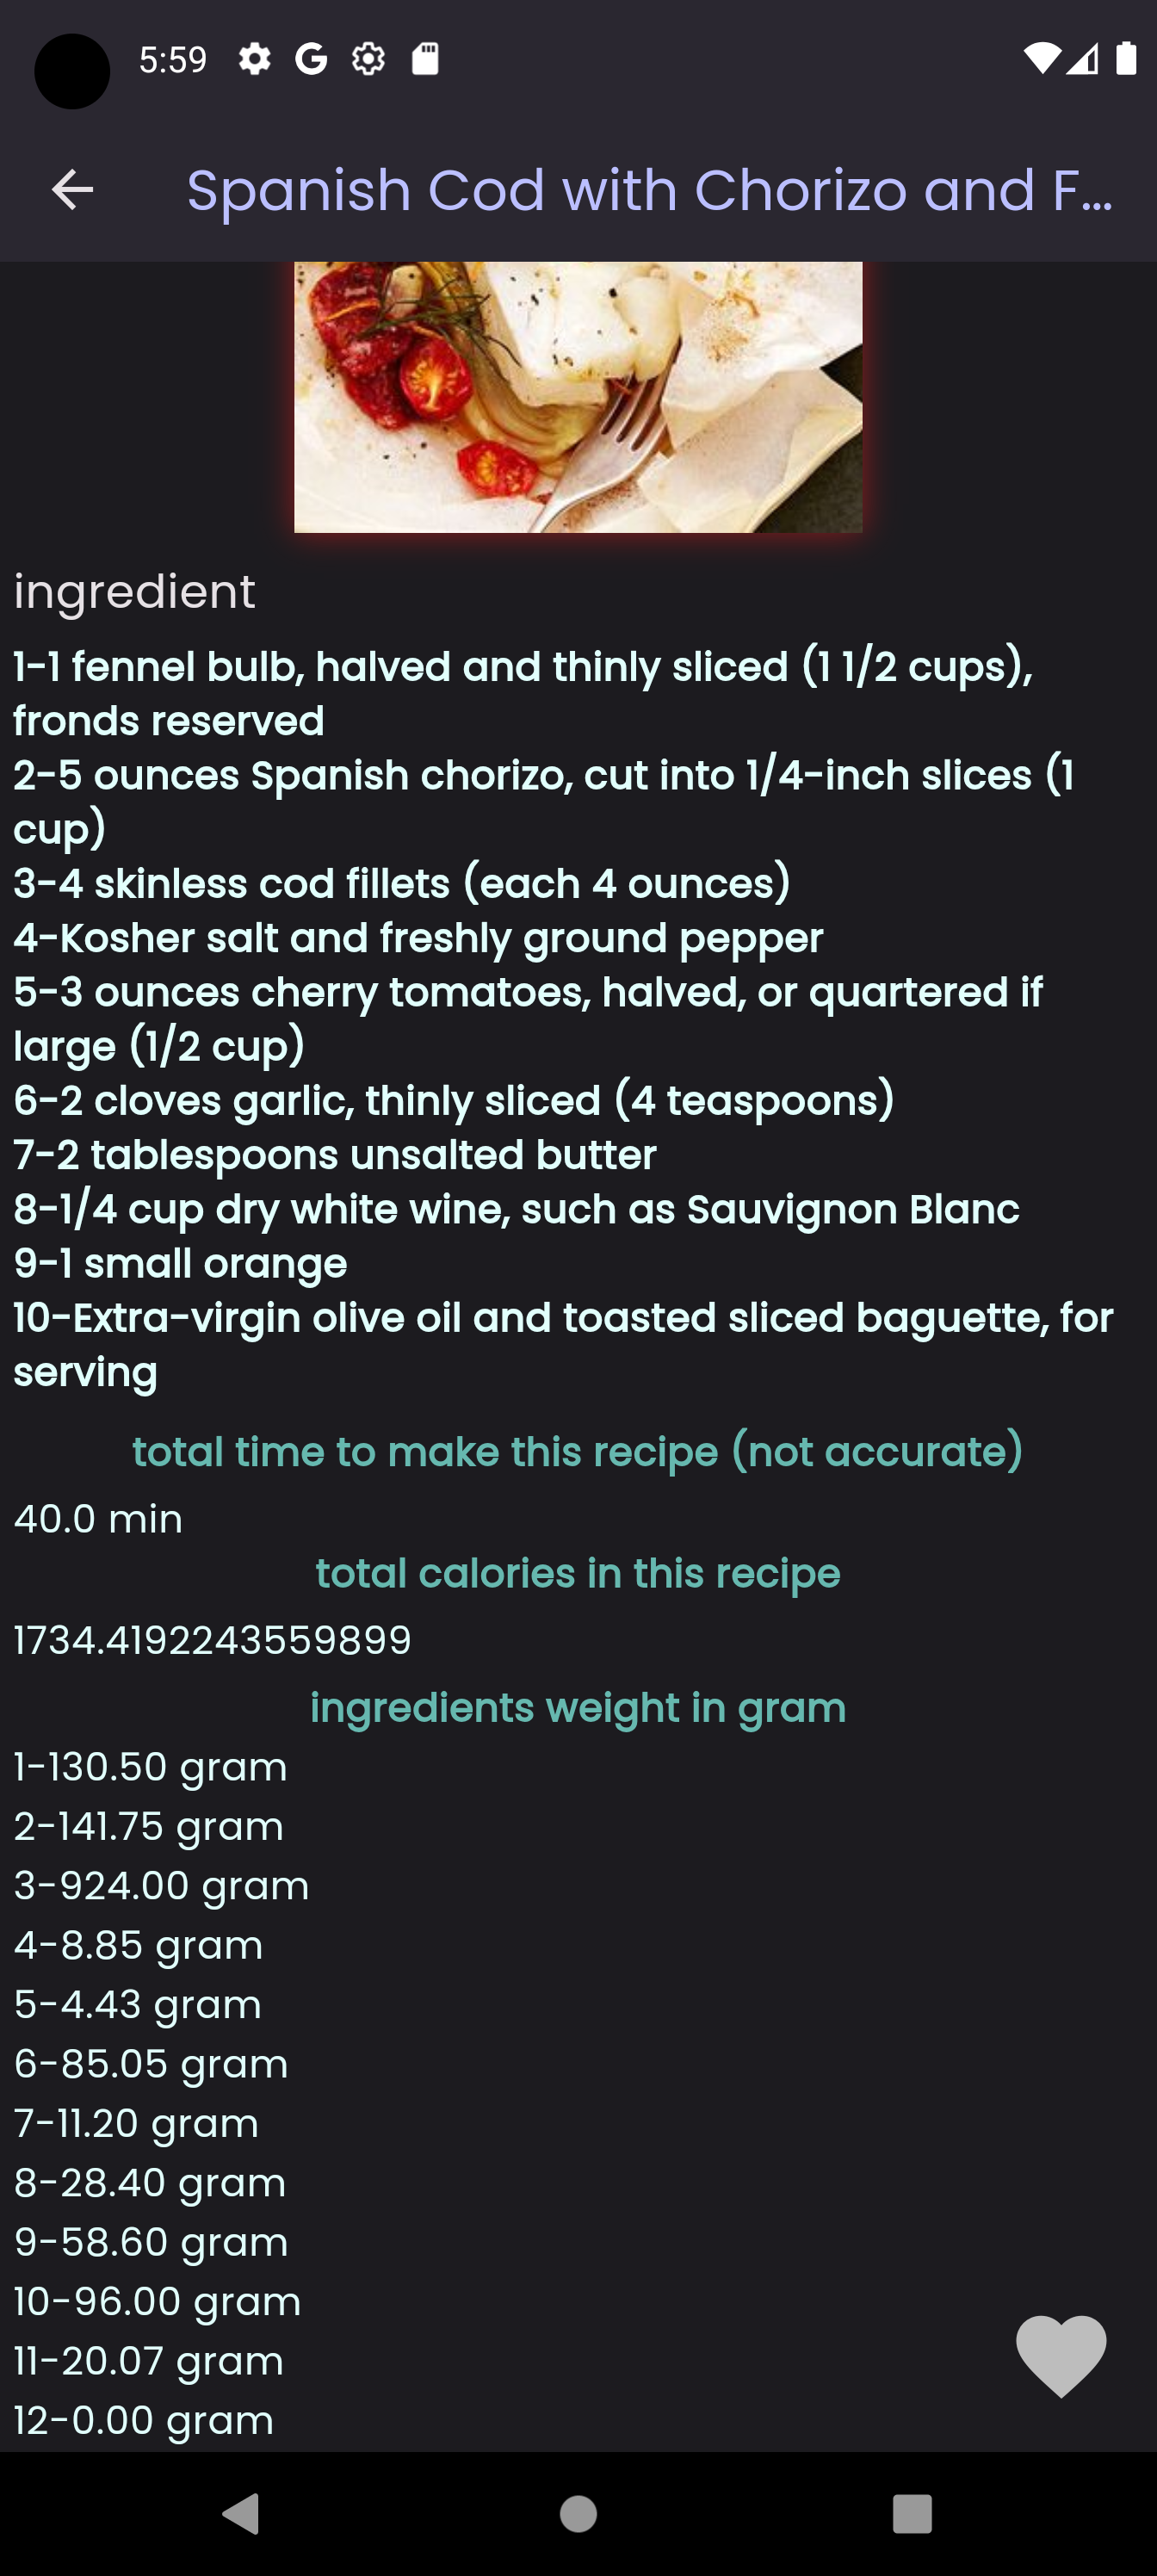 5:59
Spanish Cod with Chorizo and F...
ingredient
1-1 fennel bulb, halved and thinly sliced (1 1/2 cups),
fronds reserved
2-5 ounces Spanish chorizo, cut into 1/4-inch slices (1
cup)
3-4 skinless cod fillets (each 4 ounces)
4-Kosher salt and freshly ground pepper
5-3 ounces cherry tomatoes, halved, or quartered if
large (1/2 cup)
6-2 cloves garlic, thinly sliced (4 teaspoons)
7-2 tablespoons unsalted butter
8-1/4 cup dry white wine, such as Sauvignon Blanc
9-1 small orange
10-Extra-virgin olive oil and toasted sliced baguette, for
serving
total time to make this recipe (not accurate)
40.0 min
total calories in this recipe
1734.4192243559899
ingredients weight in gram
1-130.50 gram
2-141.75 gram
3-924.00 gram
4-8.85 gram
5-4.43 gram
6-85.05 gram
7-11.20 gram
8-28.40 gram
9-58.60 gram
10-96.00 gram
11-20.07 gram
12-0.00 gram